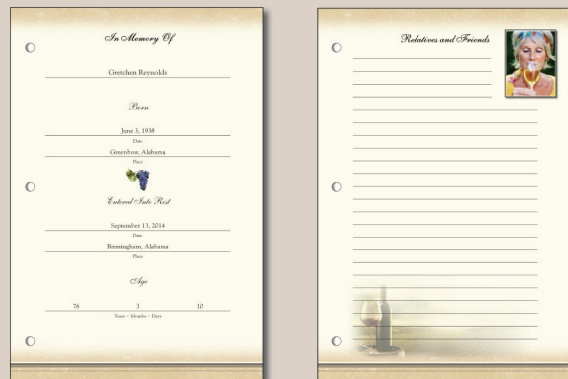 In Memory Of
Gretchen Reynolds
Born
June 3, 1938
Date
Greenbow, Alabama
Place
Entered Into Rest
September 13, 2014
Date
Birmingham, Alabama
Place
Age
76 3 10
Years ~ Months ~ Days
Relatives and Friends